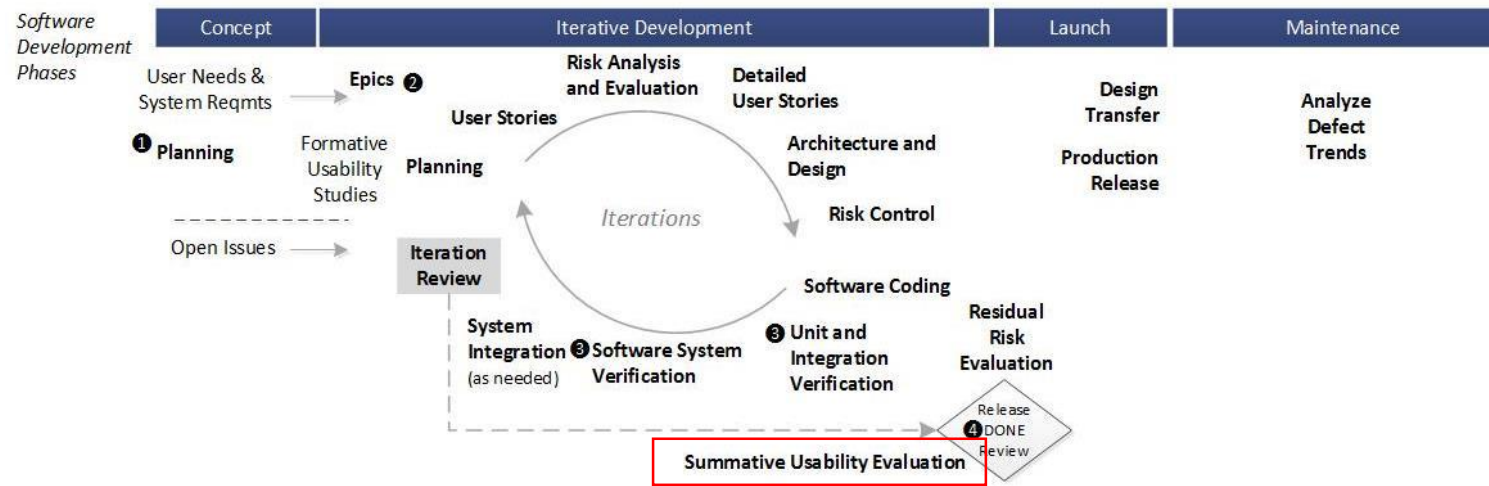 Software
Development
Phases
Concept
Iterative Development
Launch
Maintenance
User Needs &
System Reqmts
❶ Planning
Open Issues
Epics ❷
Formative
Usability
Studies
Planning
User Stories
Risk Analysis
and Evaluation
Detailed
User Stories
Architecture and
Design
Risk Control
Iterations
Software Coding
❸ Unit and
Integration
Verification
❸ Software System
Verification
System
Integration
(as needed)
Iteration
Review
Residual
Risk
Evaluation
Release
❹ DONE
Review
Summative Usability Evaluation
Design
Transfer
Production
Release
Analyze
Defect
Trends